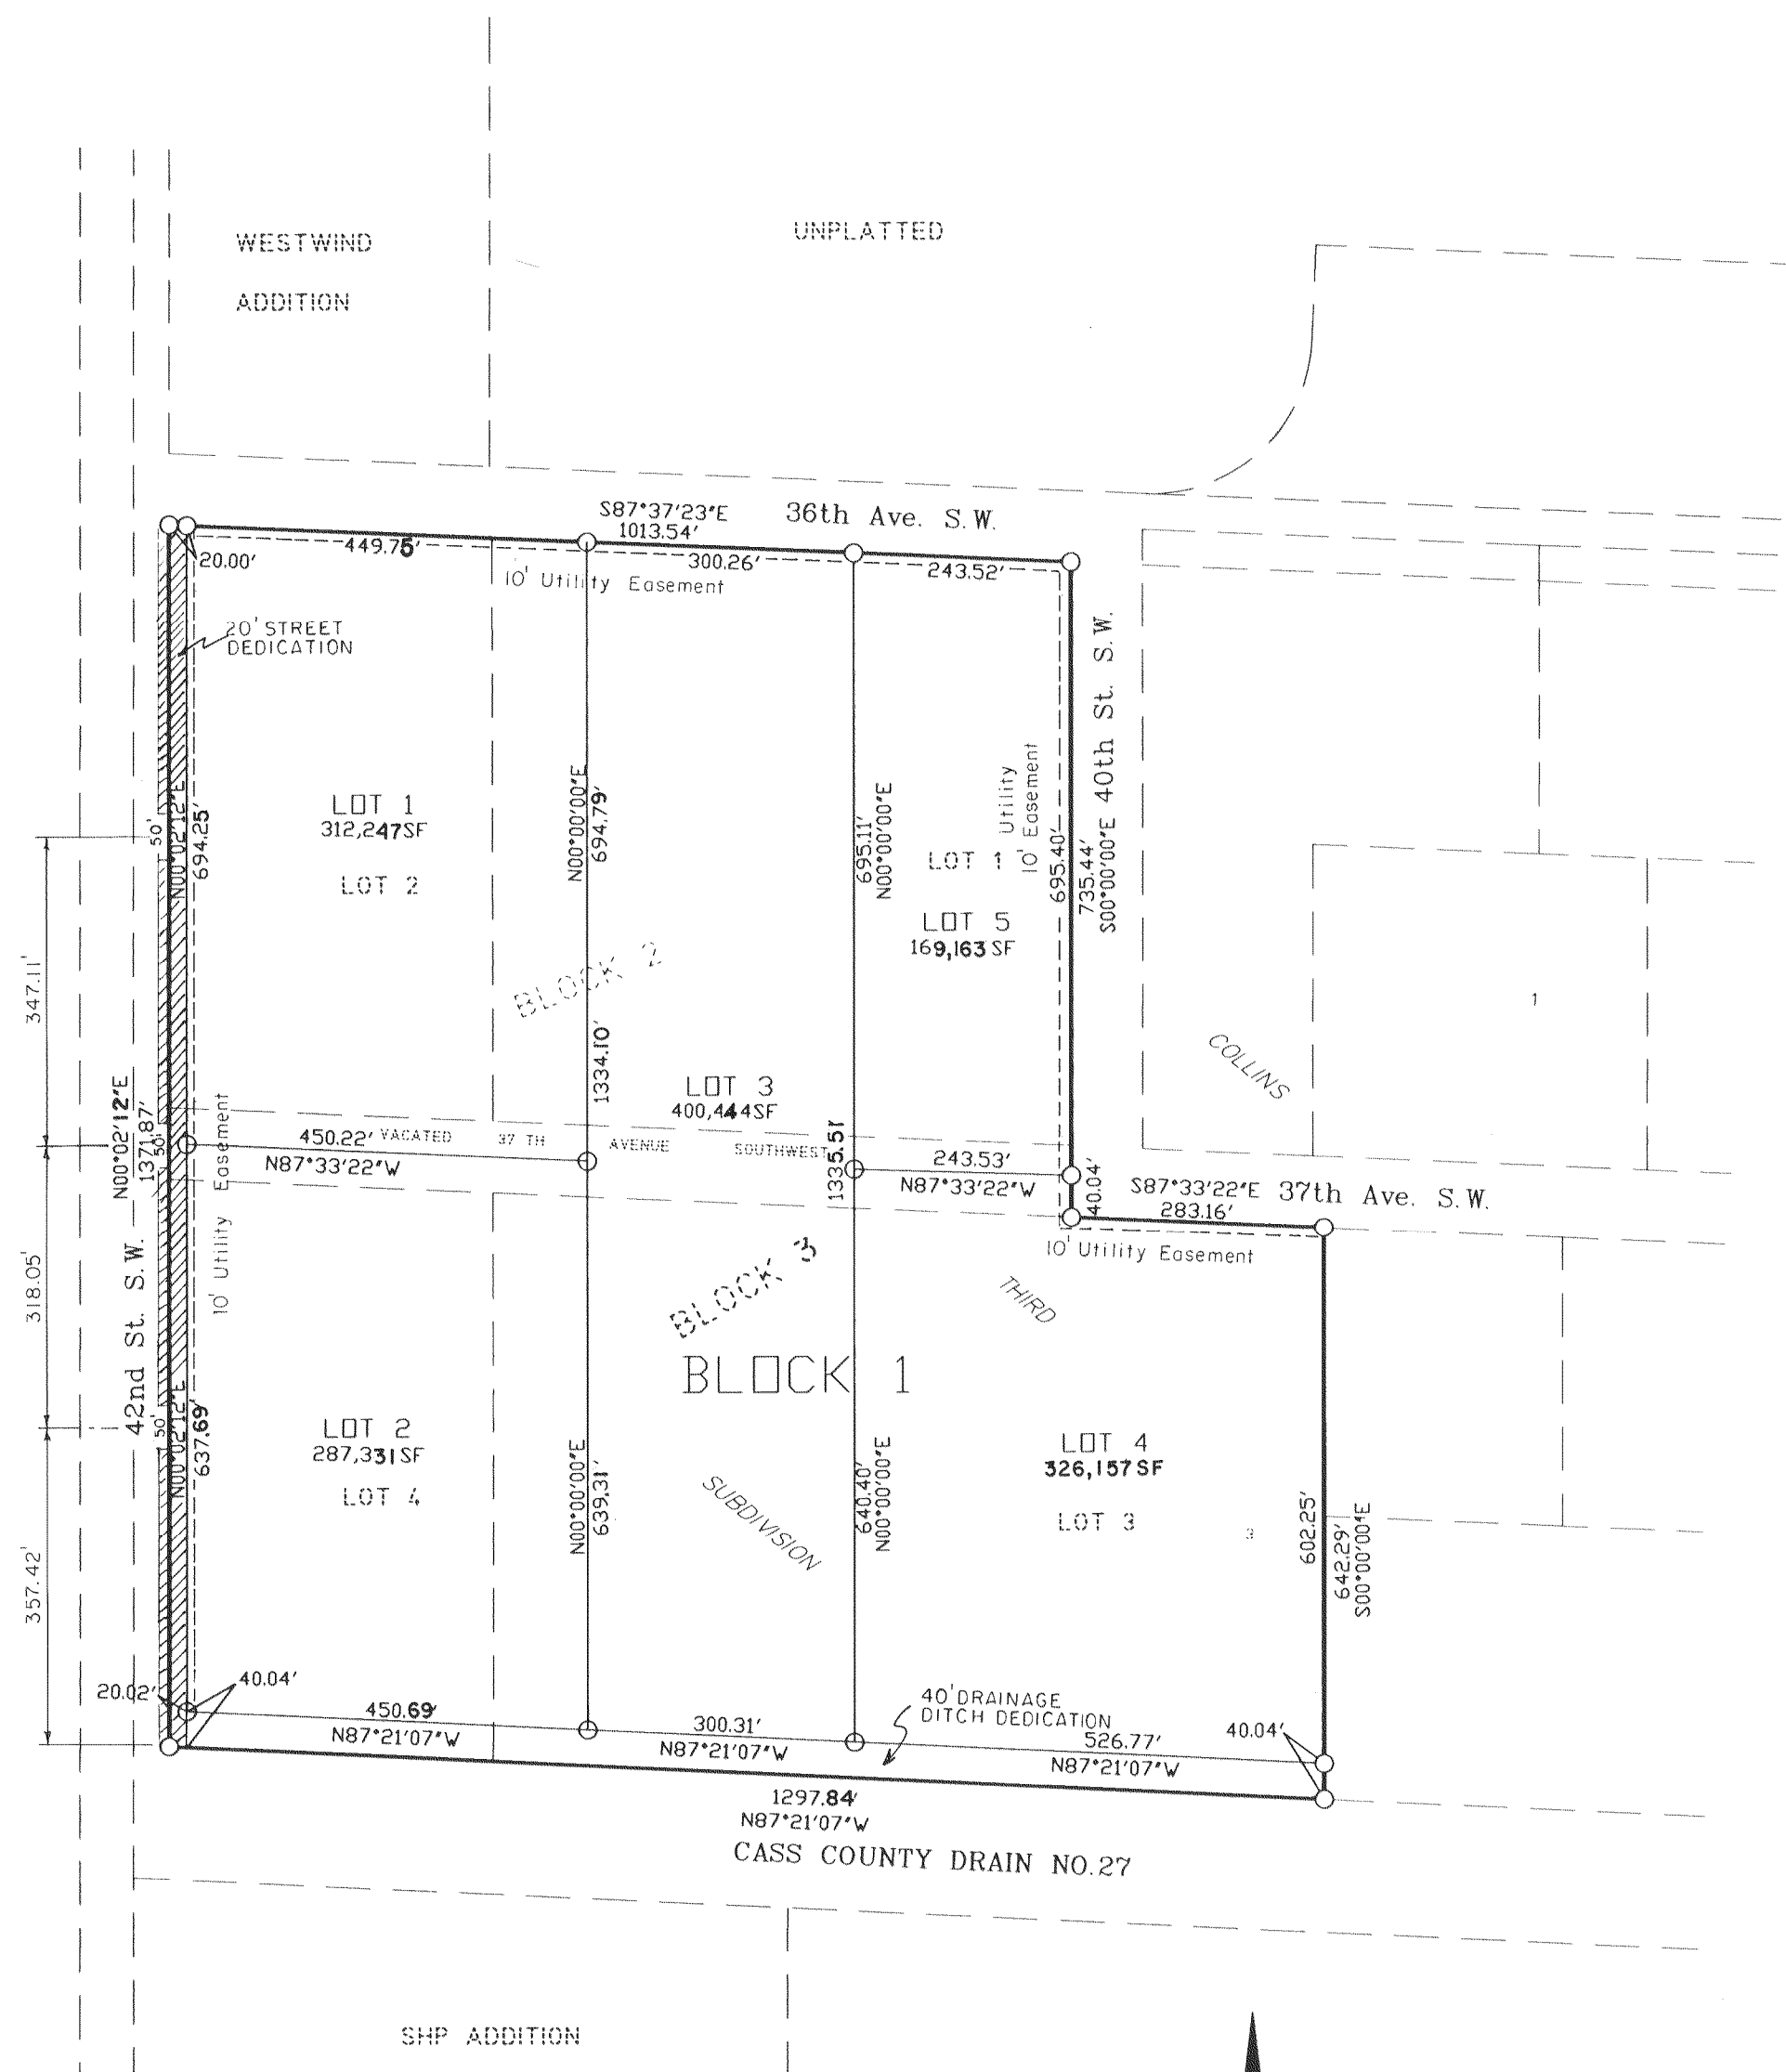 WESTWIND
ADDITION
UNPLATTED
S87°37'23"E
1013.54'
36th Ave. S.W.
449.75'
300.26'
243.52'
20.00'
10' Utility Easement
20' STREET
DEDICATION
N00°02'12"E
694.25'
50'
LOT 1
312,247 SF
LOT 2
N00°00'00"E
694.79'
695.11'
N00°00'00"E
LOT 1
10' Utility
Easement
695.40'
735.44'
S00°00'00"E
40th St. S.W.
LOT 5
169,163 SF
BLOCK 2
347.11'
1
COLLINS
1334.10'
LOT 3
400,444 SF
N00°02'12"E
1371.87'
50'
450.22'
VACATED 37 TH AVENUE SOUTHWEST
N87°33'22"W
1335.51'
243.53'
N87°33'22"W
40.04'
S87°33'22"E
283.16'
37th Ave. S.W.
10' Utility Easement
10' Utility Easement
BLOCK 3
THIRD
318.05'
42nd St. S.W.
BLOCK 1
50'
N00°02'12"E
637.69'
LOT 2
287,331 SF
LOT 4
N00°00'00"E
639.31'
SUBDIVISION
640.40'
N00°00'00"E
LOT 4
326,157 SF
LOT 3
3
602.25'
642.29'
S00°00'00"E
357.42'
20.02'
40.04'
450.69'
N87°21'07"W
300.31'
N87°21'07"W
40' DRAINAGE
DITCH DEDICATION
526.77'
N87°21'07"W
40.04'
1297.84'
N87°21'07"W
CASS COUNTY DRAIN NO.27
SHP ADDITION